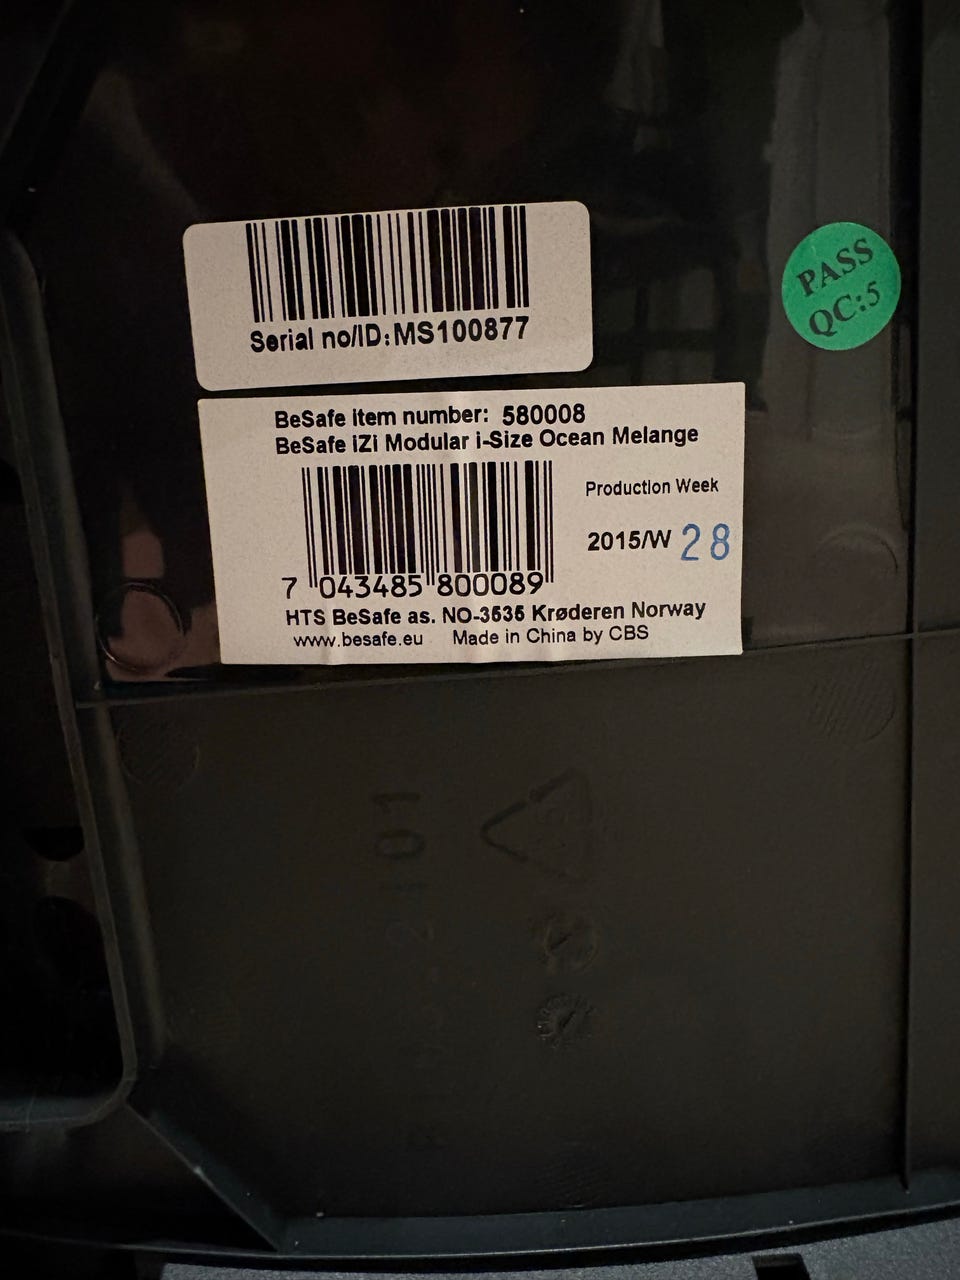 Serial no/ID:MS100877
PASS
QC:5
BeSafe item number: 580008
BeSafe iZi Modular i-Size Ocean Melange
Production Week
2015/W 28
7 043485 800089
HTS BeSafe as. NO-3535 Krøderen Norway
www.besafe.eu Made in China by CBS